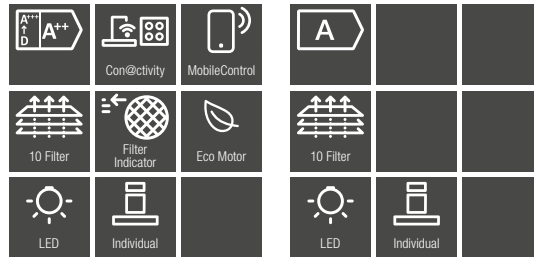 A+++
↑
D
A++
A
Con@ctivity
MobileControl
10 Filter
Filter
Indicator
Eco Motor
10 Filter
LED
Individual
LED
Individual